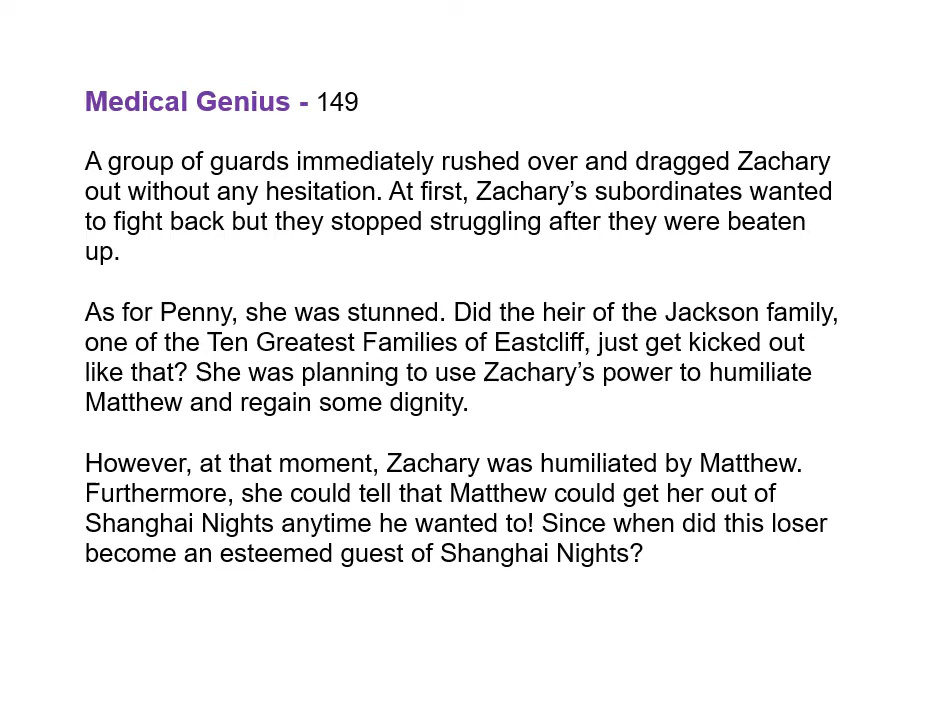 Medical Genius - 149
A group of guards immediately rushed over and dragged Zachary
out without any hesitation. At first, Zachary’s subordinates wanted
to fight back but they stopped struggling after they were beaten
up.
As for Penny, she was stunned. Did the heir of the Jackson family,
one of the Ten Greatest Families of Eastcliff, just get kicked out
like that? She was planning to use Zachary’s power to humiliate
Matthew and regain some dignity.
However, at that moment, Zachary was humiliated by Matthew.
Furthermore, she could tell that Matthew could get her out of
Shanghai Nights anytime he wanted to! Since when did this loser
become an esteemed guest of Shanghai Nights?